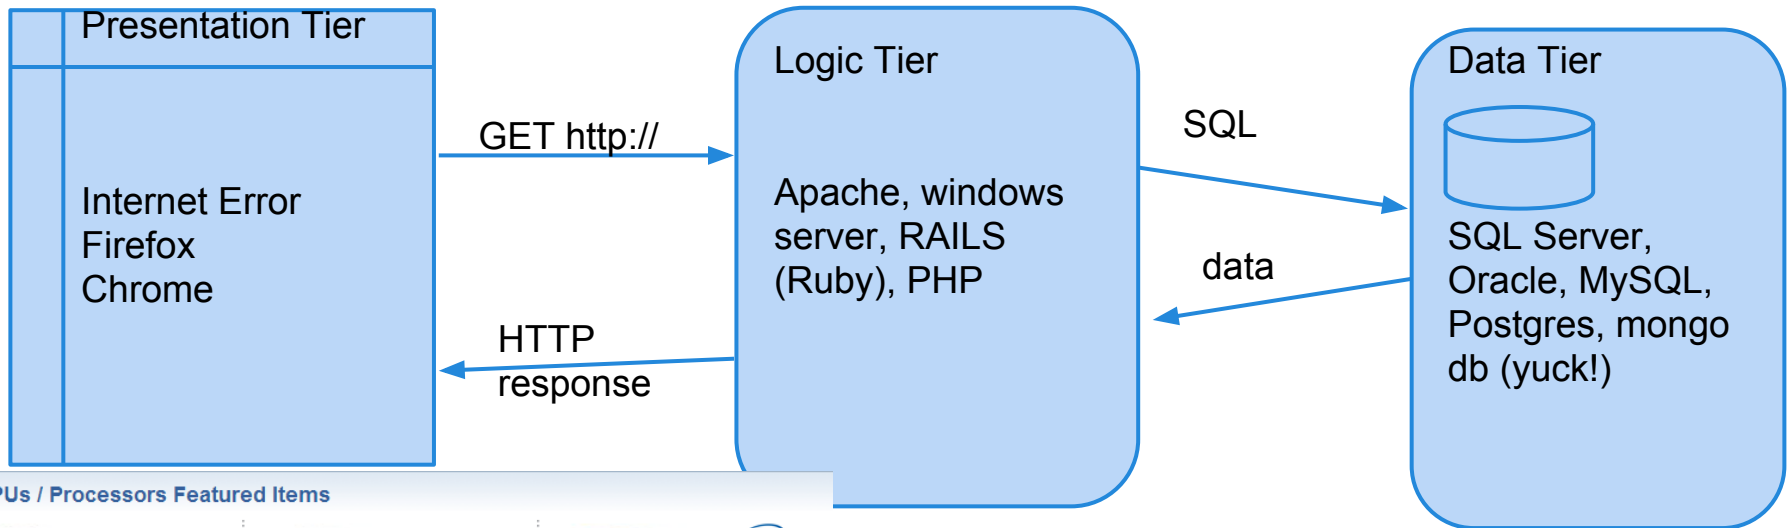 Presentation Tier
Internet Error
Firefox
Chrome
GET http://
HTTP
response
Logic Tier
Apache, windows
server, RAILS
(Ruby), PHP
SQL
data
Data Tier
SQL Server,
Oracle, MySQL,
Postgres, mongo
db (yuck!)
PUs / Processors Featured Items